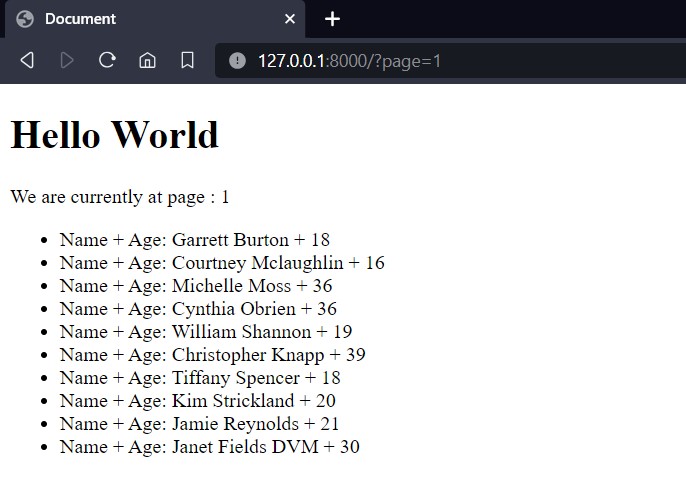 Document
127.0.0.1:8000/?page=1
Hello World
We are currently at page : 1
Name + Age: Garrett Burton + 18
Name + Age: Courtney Mclaughlin + 16
Name + Age: Michelle Moss + 36
Name + Age: Cynthia Obrien + 36
Name + Age: William Shannon + 19
Name + Age: Christopher Knapp + 39
Name + Age: Tiffany Spencer + 18
Name + Age: Kim Strickland + 20
Name + Age: Jamie Reynolds + 21
Name + Age: Janet Fields DVM + 30